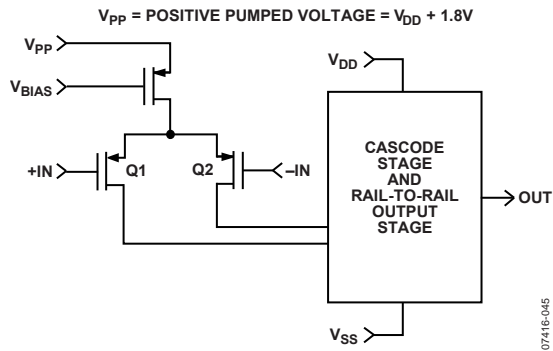 VPP = POSITIVE PUMPED VOLTAGE = VDD + 1.8V
VPP
VDD
VBIAS
+IN
Q1
Q2
–IN
CASCODE
STAGE
AND
RAIL-TO-RAIL
OUTPUT
STAGE
OUT
VSS
07416-045